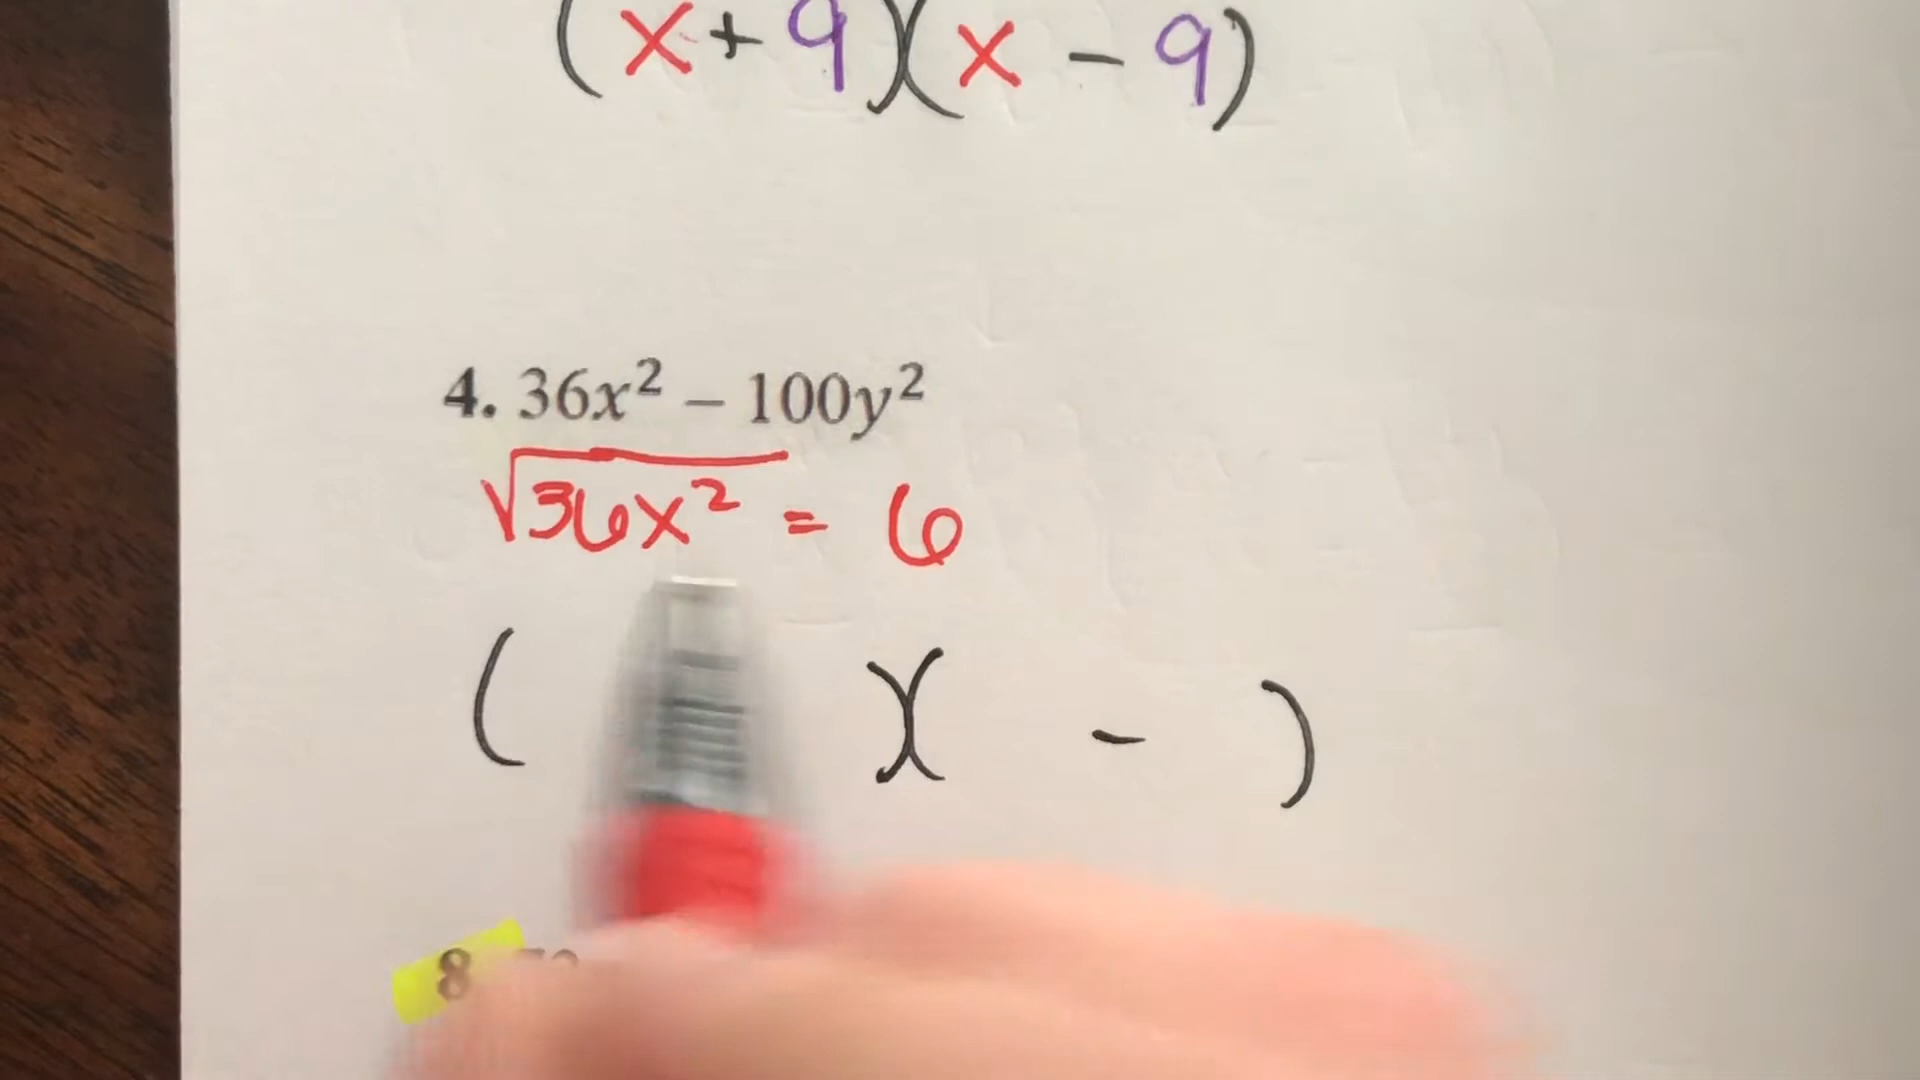 (x+9)(x-9)
4. 36x² – 100y²
√36x² = 6
( )( - )
8